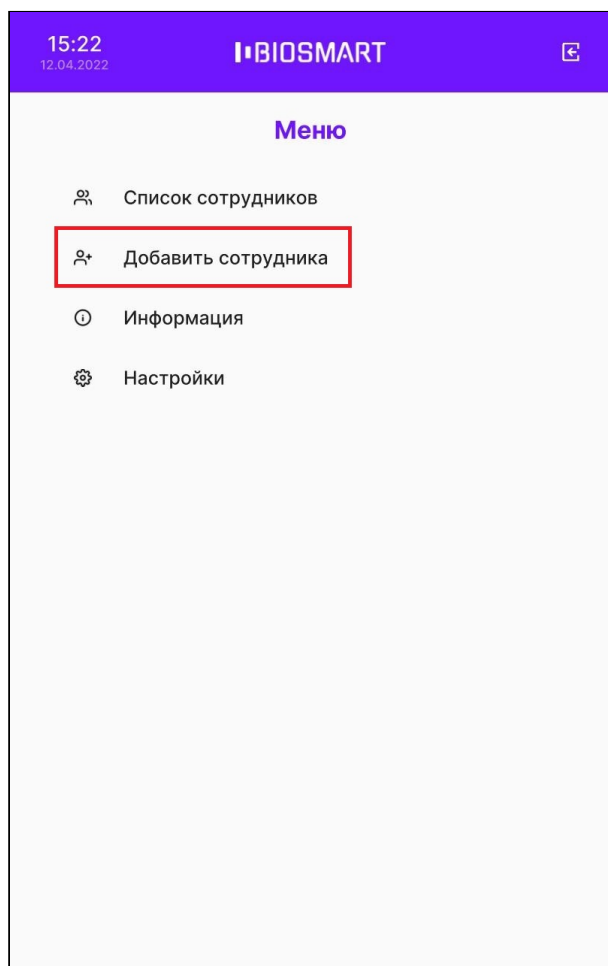 15:22
BIOSMART
12.04.2022
Меню
Список сотрудников
Добавить сотрудника
Информация
Настройки